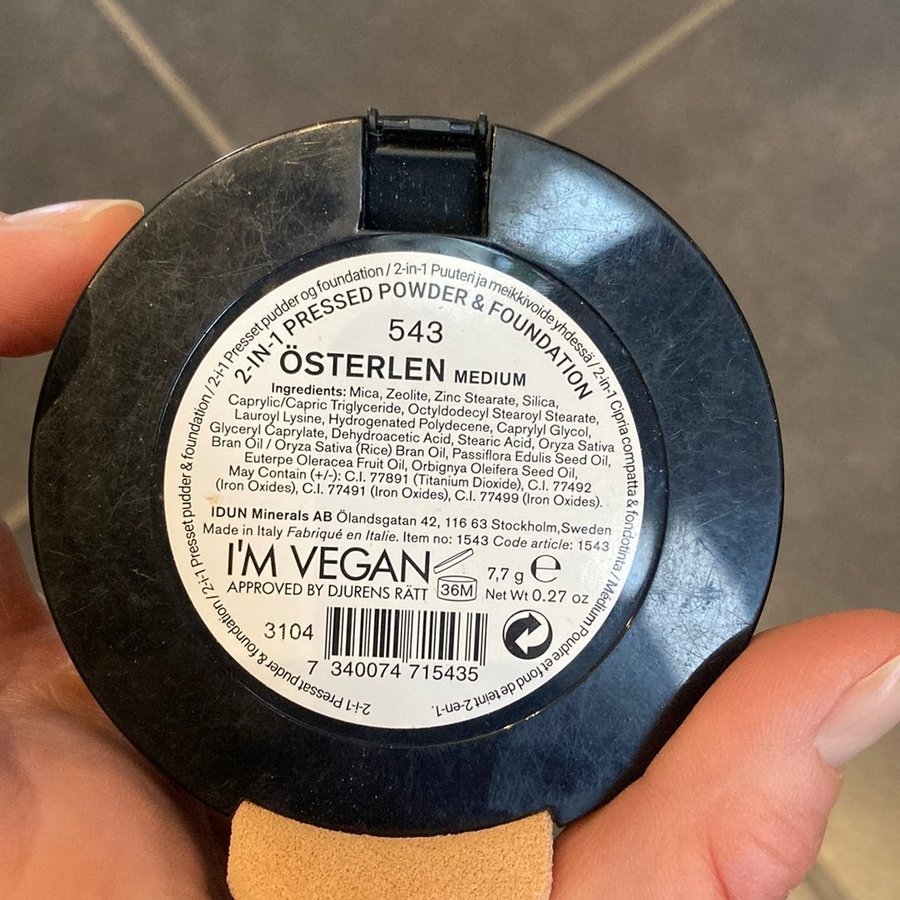 2-i-1 Pressat puder & foundation / 2-i-1 Presset pudder & foundation / 2-i-1 Presset pudder og foundation / 2-in-1 Puuteri ja meikkivoide yhdessä / 2-in-1 Cipria compatta & fondotinta / Médium Poudre et fond de teint 2-en-1.
2-IN-1 PRESSED POWDER & FOUNDATION
543
ÖSTERLEN MEDIUM
Ingredients: Mica, Zeolite, Zinc Stearate, Silica,
Caprylic/Capric Triglyceride, Octyldodecyl Stearoyl Stearate,
Lauroyl Lysine, Hydrogenated Polydecene, Caprylyl Glycol,
Glyceryl Caprylate, Dehydroacetic Acid, Stearic Acid, Oryza Sativa
Bran Oil / Oryza Sativa (Rice) Bran Oil, Passiflora Edulis Seed Oil,
Euterpe Oleracea Fruit Oil, Orbignya Oleifera Seed Oil,
May Contain (+/-): C.I. 77891 (Titanium Dioxide), C.I. 77492
(Iron Oxides), C.I. 77491 (Iron Oxides), C.I. 77499 (Iron Oxides).
IDUN Minerals AB Ölandsgatan 42, 116 63 Stockholm,Sweden
Made in Italy Fabriqué en Italie. Item no: 1543 Code article: 1543
I'M VEGAN
APPROVED BY DJURENS RÄTT
36M
7,7 g ℮
Net Wt 0.27 oz
3104
7 340074 715435